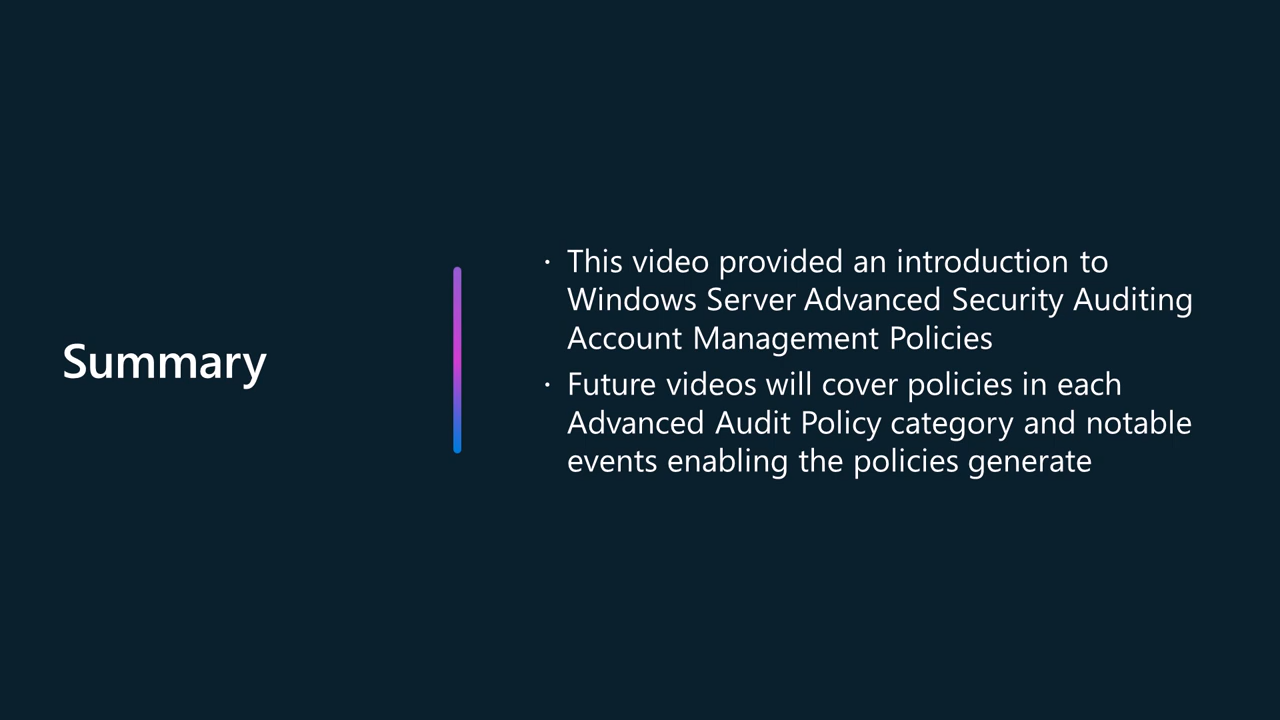 Summary
· This video provided an introduction to
Windows Server Advanced Security Auditing
Account Management Policies
· Future videos will cover policies in each
Advanced Audit Policy category and notable
events enabling the policies generate